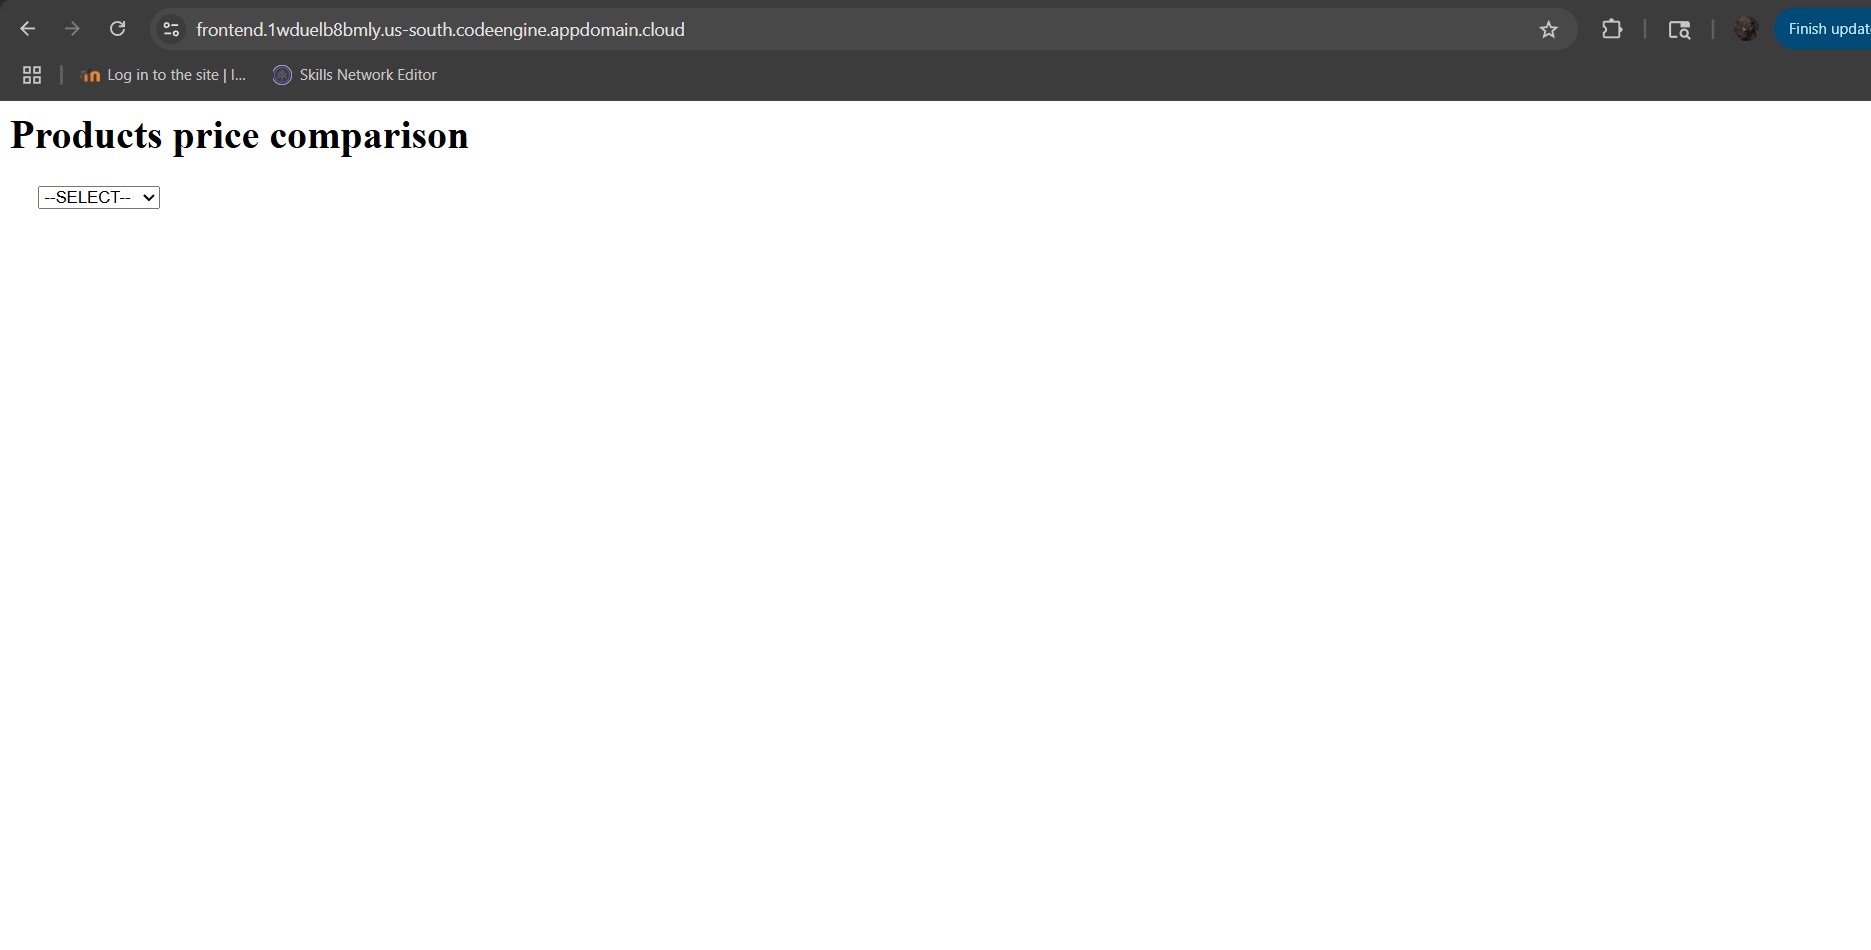 frontend.1wduelb8bmly.us-south.codeengine.appdomain.cloud
Finish updat
Log in to the site | I...
Skills Network Editor
Products price comparison
--SELECT--